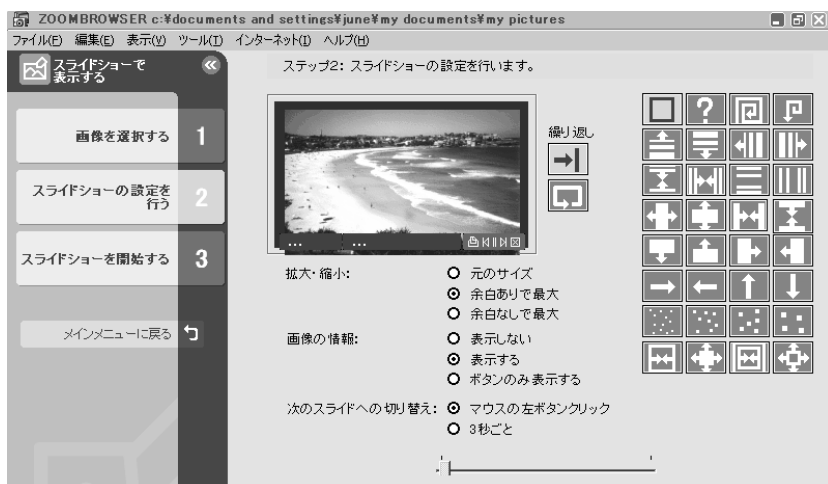 ZOOMBROWSER c:¥documents and settings¥june¥my documents¥my pictures
ファイル(F) 編集(E) 表示(V) ツール(T) インターネット(I) ヘルプ(H)
スライドショーで
表示する
ステップ2: スライドショーの設定を行います。
画像を選択する 1
スライドショーの設定を
行う 2
スライドショーを開始する 3
メインメニューに戻る
繰り返し
... ...
拡大・縮小:
元のサイズ
余白ありで最大
余白なしで最大
画像の情報:
表示しない
表示する
ボタンのみ表示する
次のスライドへの切り替え:
マウスの左ボタンクリック
3秒ごと
?